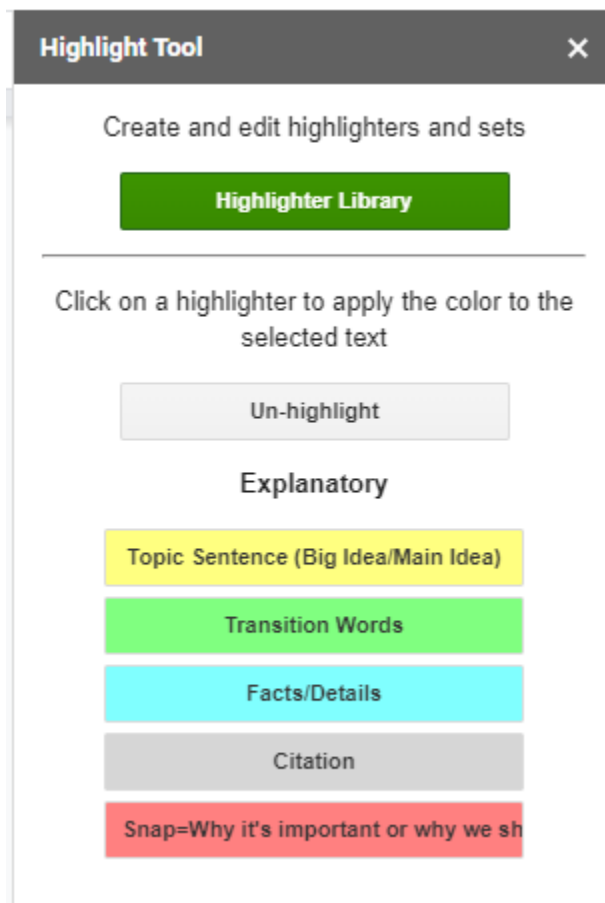 Highlight Tool
Create and edit highlighters and sets
Highlighter Library
Click on a highlighter to apply the color to the
selected text
Un-highlight
Explanatory
Topic Sentence (Big Idea/Main Idea)
Transition Words
Facts/Details
Citation
Snap=Why it's important or why we sh